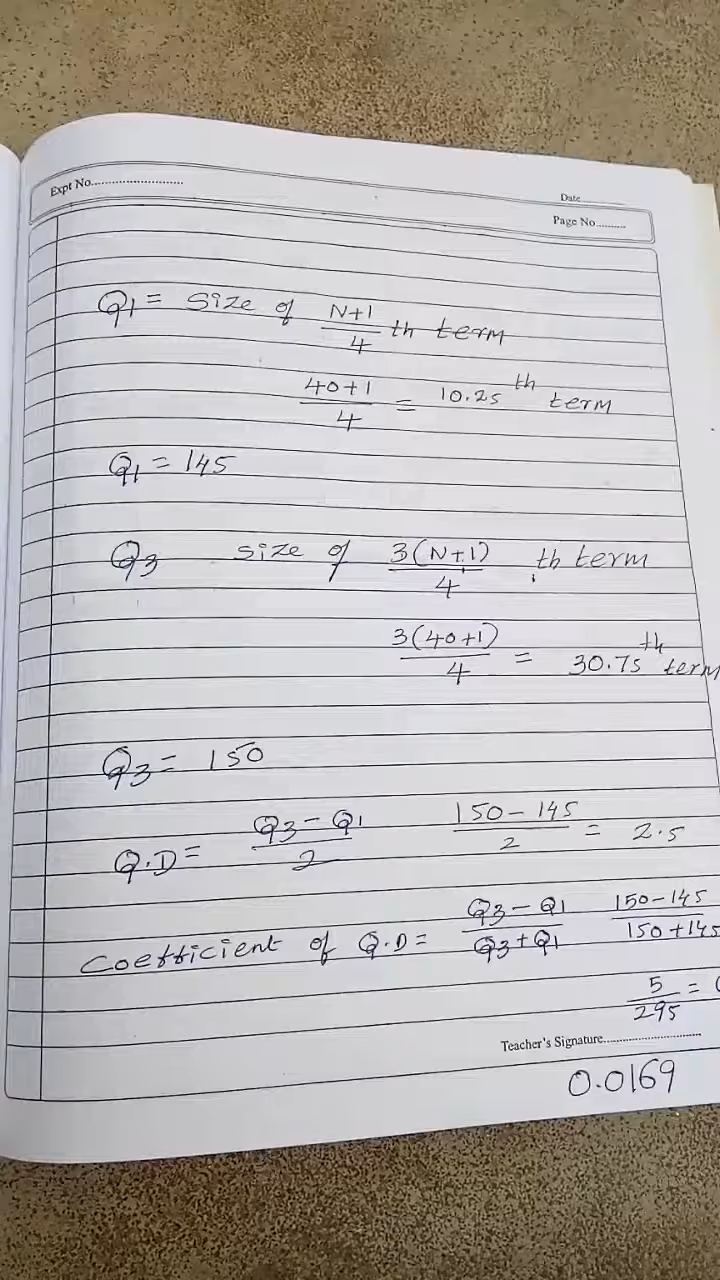 Expt No..........................
Date............
Page No..........
Q1 = size of N+1/4 th term
40+1/4 = 10.25 th term
Q1 = 145
Q3 size of 3(N+1)/4 th term
3(40+1)/4 = 30.75 th term
Q3 = 150
Q.D = Q3 - Q1/2 150 - 145/2 = 2.5
Coefficient of Q.D = Q3 - Q1/Q3 + Q1 150 - 145/150 + 145
5/295 =
Teacher's Signature..............................
0.0169